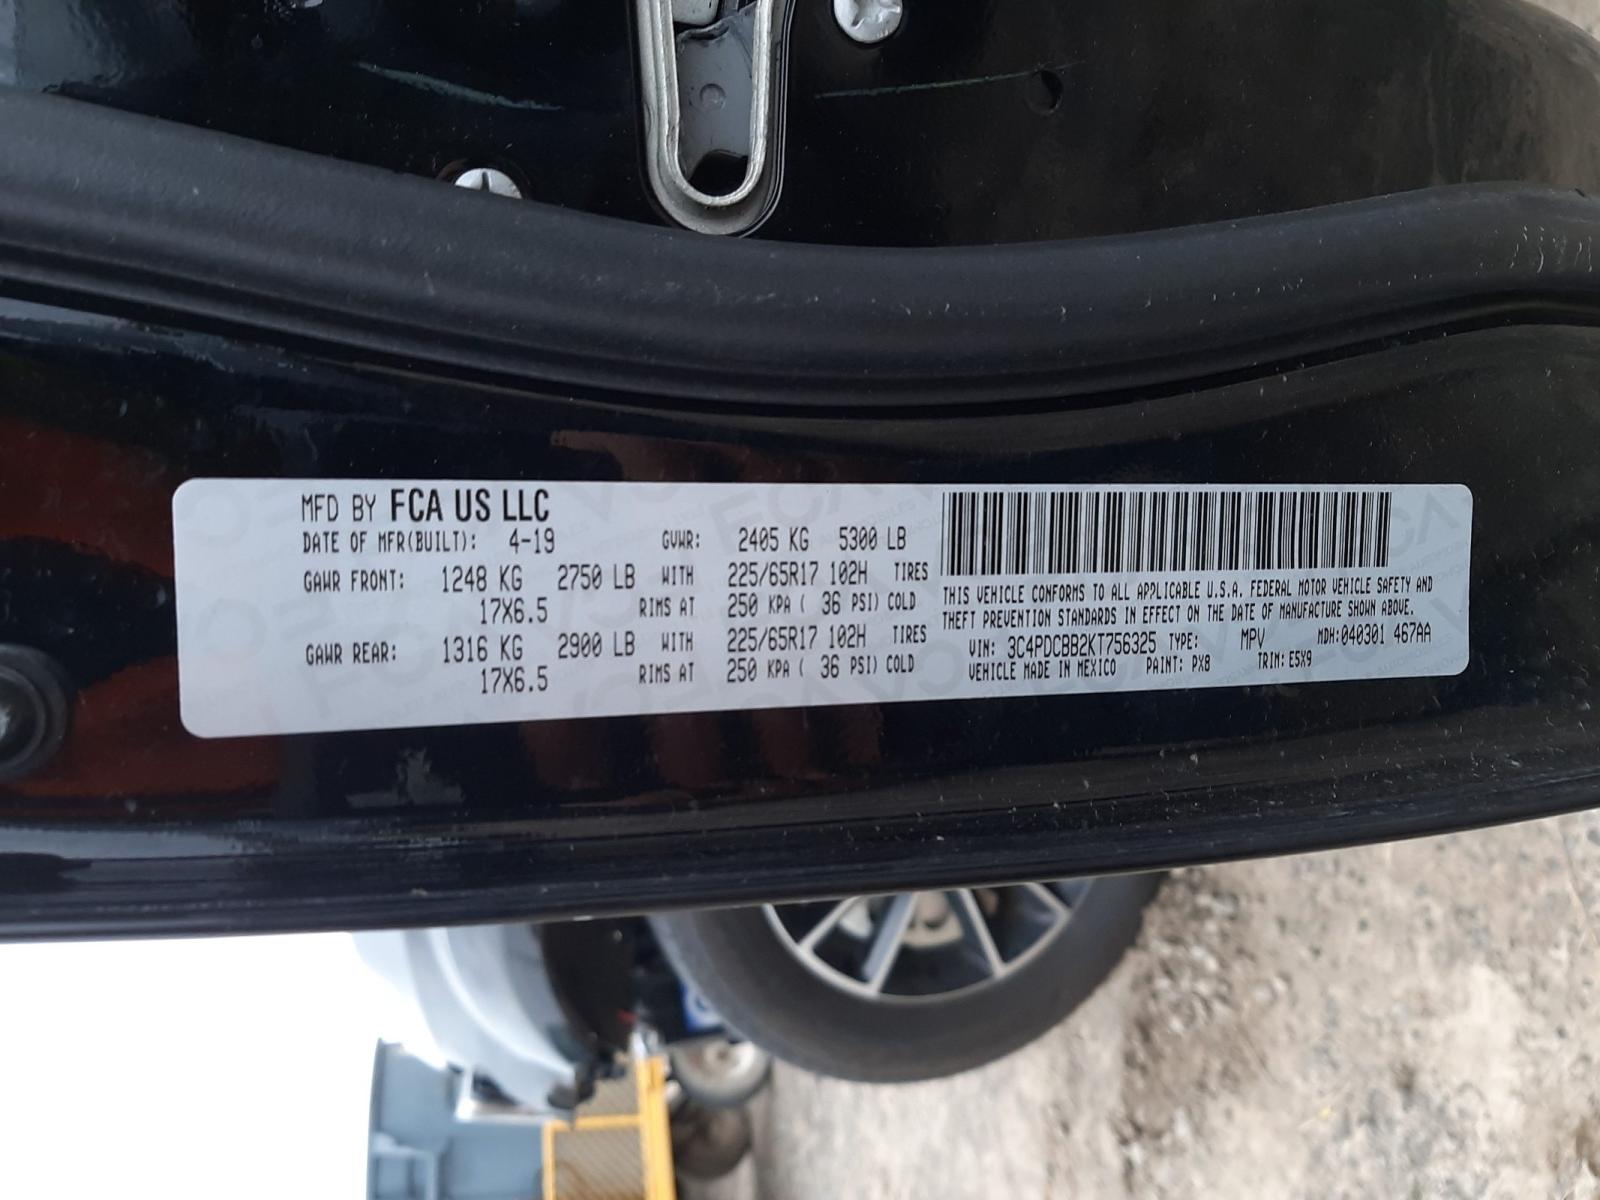 MFD BY FCA US LLC
DATE OF MFR(BUILT): 4-19 GVWR: 2405 KG 5300 LB
GAWR FRONT: 1248 KG 2750 LB WITH 225/65R17 102H TIRES
17X6.5 RIMS AT 250 KPA ( 36 PSI) COLD
GAWR REAR: 1316 KG 2900 LB WITH 225/65R17 102H TIRES
17X6.5 RIMS AT 250 KPA ( 36 PSI) COLD
THIS VEHICLE CONFORMS TO ALL APPLICABLE U.S.A. FEDERAL MOTOR VEHICLE SAFETY AND
THEFT PREVENTION STANDARDS IN EFFECT ON THE DATE OF MANUFACTURE SHOWN ABOVE.
VIN: 3C4PDCBB2KT756325 TYPE: MPV MDH:040301 467AA
VEHICLE MADE IN MEXICO PAINT: PX8 TRIM: E5X9